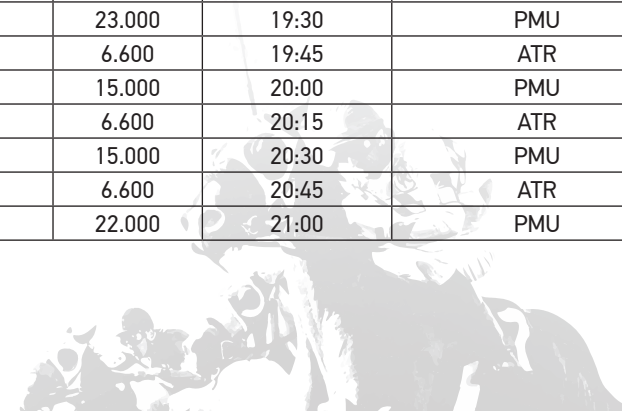 23.000 19:30 PMU
6.600 19:45 ATR
15.000 20:00 PMU
6.600 20:15 ATR
15.000 20:30 PMU
6.600 20:45 ATR
22.000 21:00 PMU